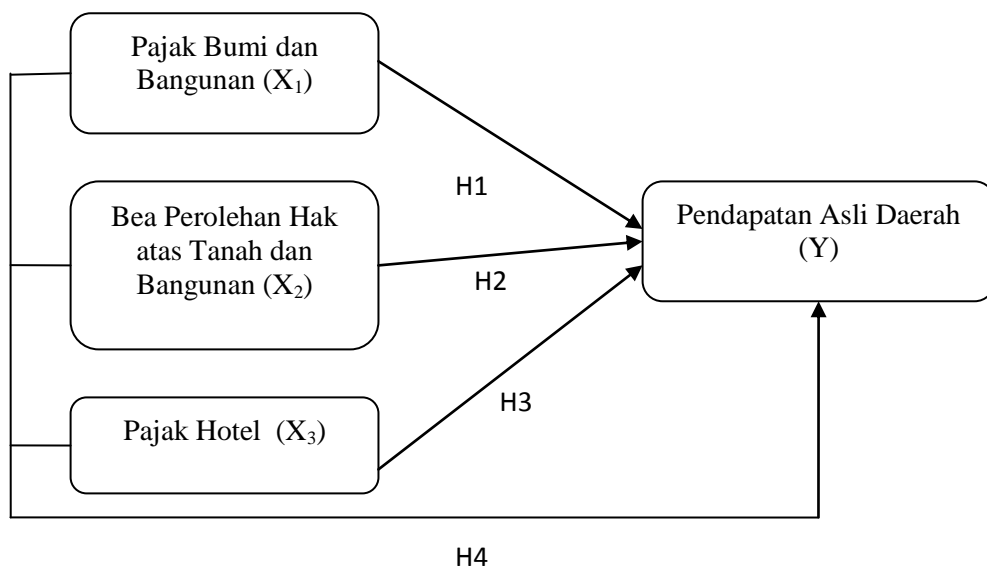 Pajak Bumi dan
Bangunan (X₁)
H1
Bea Perolehan Hak
atas Tanah dan
Bangunan (X₂)
H2
Pendapatan Asli Daerah
(Y)
Pajak Hotel (X₃)
H3
H4